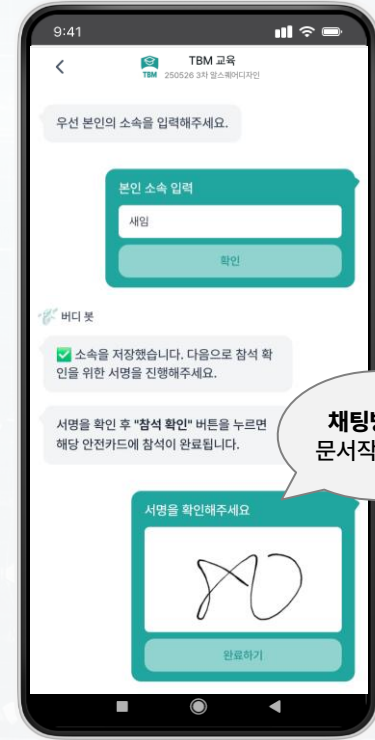 9:41
TBM 교육
TBM
250526 3차 말스퀘어디자인
우선 본인의 소속을 입력해주세요.
본인 소속 입력
새임
확인
버디 봇
✅ 소속을 저장했습니다. 다음으로 참석 확
인을 위한 서명을 진행해주세요.
서명을 확인 후 "참석 확인" 버튼을 누르면
해당 안전카드에 참석이 완료됩니다.
채팅
문서작
서명을 확인해주세요
완료하기